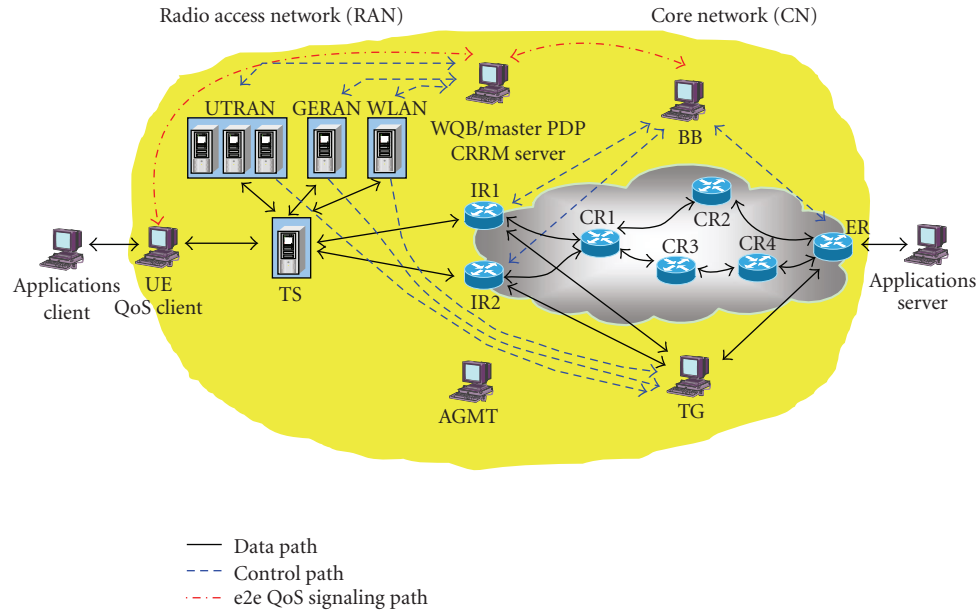 Radio access network (RAN)
Core network (CN)
UTRAN
GERAN
WLAN
WQB/master PDP
CRRM server
BB
IR1
CR1
CR2
ER
CR3
CR4
IR2
TS
UE
QoS client
Applications
client
Applications
server
AGMT
TG
Data path
Control path
e2e QoS signaling path